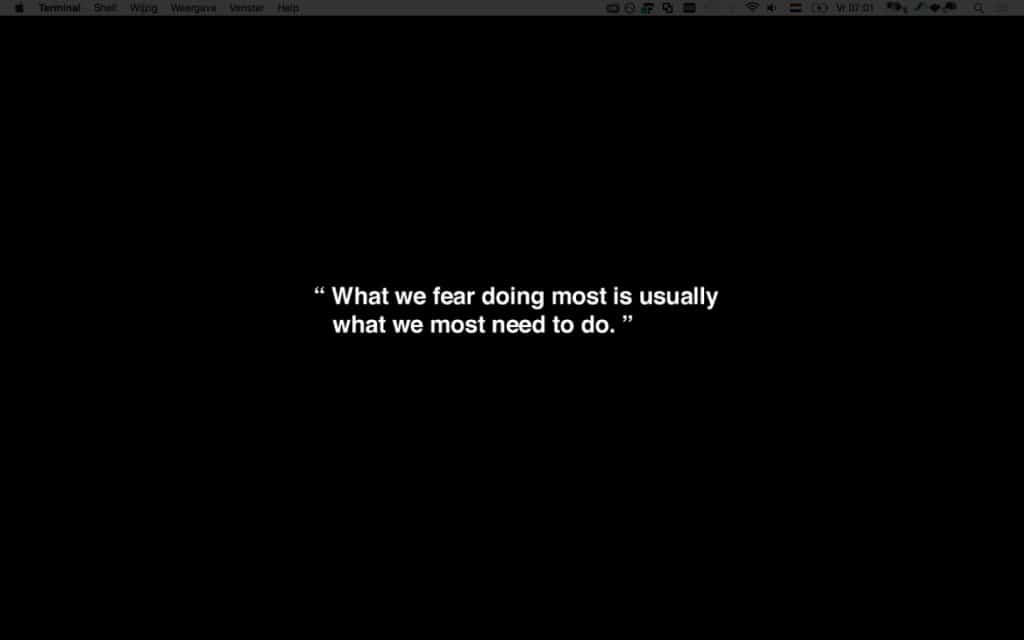 Terminal Shell Wijzig Weergave Venster Help Vr 07:01
“ What we fear doing most is usually
what we most need to do. ”